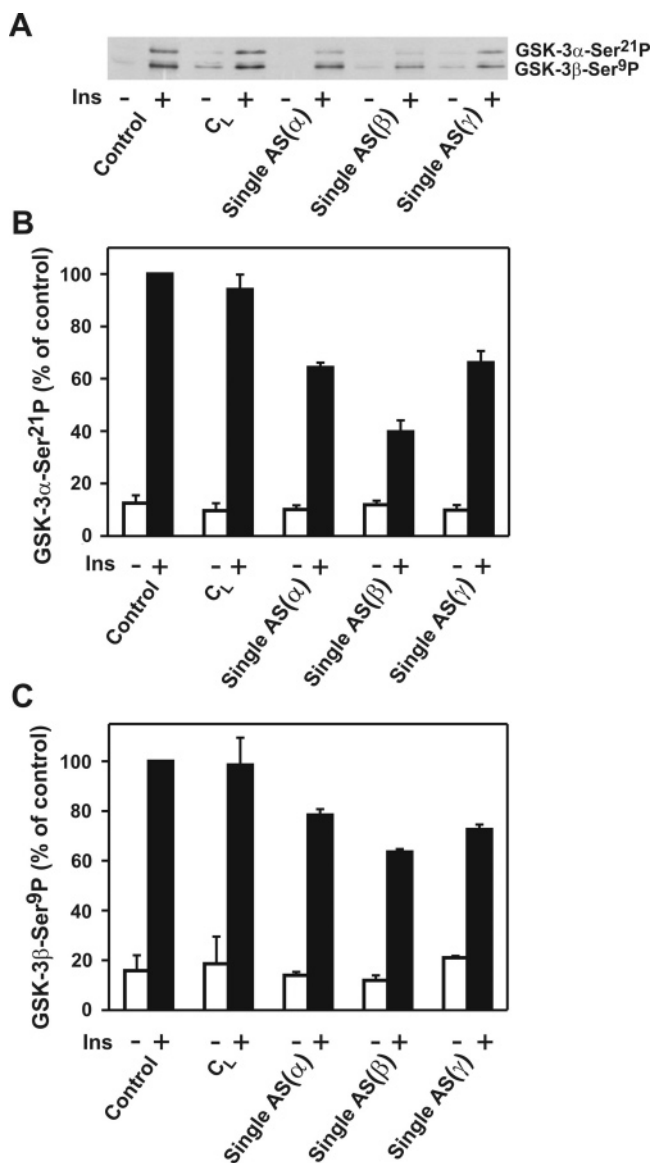 A
GSK-3α-Ser21P
GSK-3β-Ser9P
Ins - + - + - + - + - +
Control CL Single AS(α) Single AS(β) Single AS(γ)
B
GSK-3α-Ser21P (% of control)
100
80
60
40
20
0
Ins - + - + - + - + - +
Control CL Single AS(α) Single AS(β) Single AS(γ)
C
GSK-3β-Ser9P (% of control)
100
80
60
40
20
0
Ins - + - + - + - + - +
Control CL Single AS(α) Single AS(β) Single AS(γ)